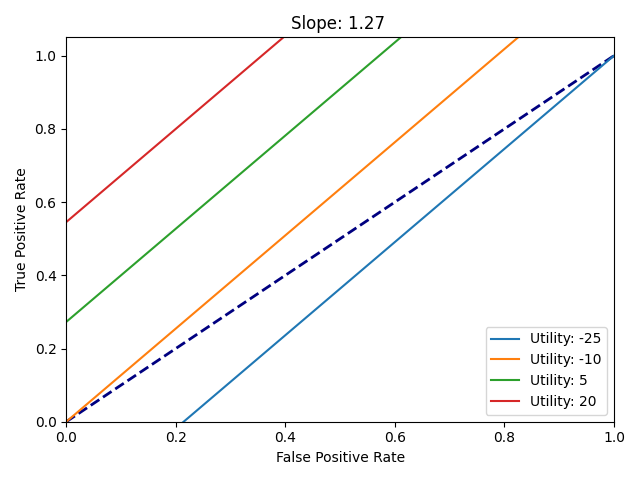 Slope: 1.27
True Positive Rate
1.0
0.8
0.6
0.4
0.2
0.0
0.0 0.2 0.4 0.6 0.8 1.0
False Positive Rate
Utility: -25
Utility: -10
Utility: 5
Utility: 20